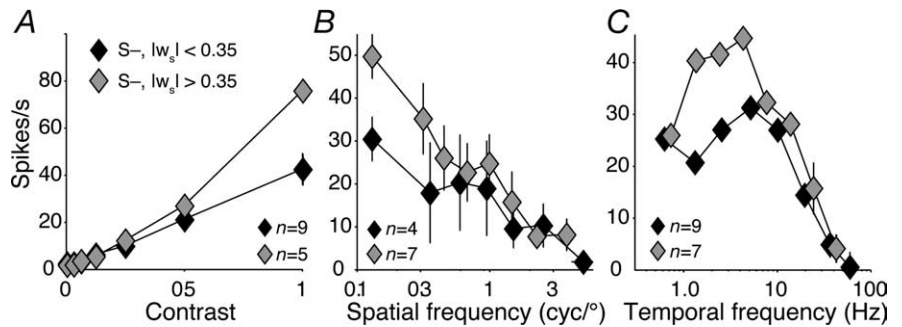 A
S–, |wₛ| < 0.35
S–, |wₛ| > 0.35
Spikes/s
80
60
40
20
0
n=9
n=5
0
05
1
Contrast
B
50
40
30
20
10
0
n=4
n=7
0.1
03
1
Spatial frequency (cyc/°)
C
40
30
20
10
0
n=9
n=7
1.0
10
100
Temporal frequency (Hz)